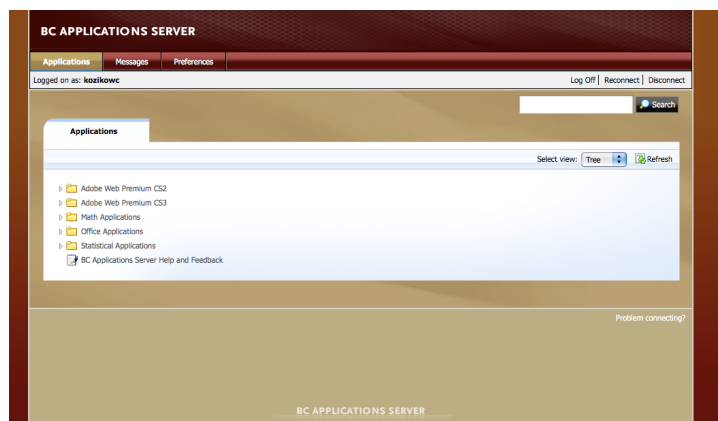 BC APPLICATIONS SERVER
Applications Messages Preferences
Logged on as: kozikowc Log Off | Reconnect | Disconnect
Search
Applications
Select view: Tree Refresh
Adobe Web Premium CS2
Adobe Web Premium CS3
Math Applications
Office Applications
Statistical Applications
BC Applications Server Help and Feedback
Problem connecting?
BC APPLICATIONS SERVER